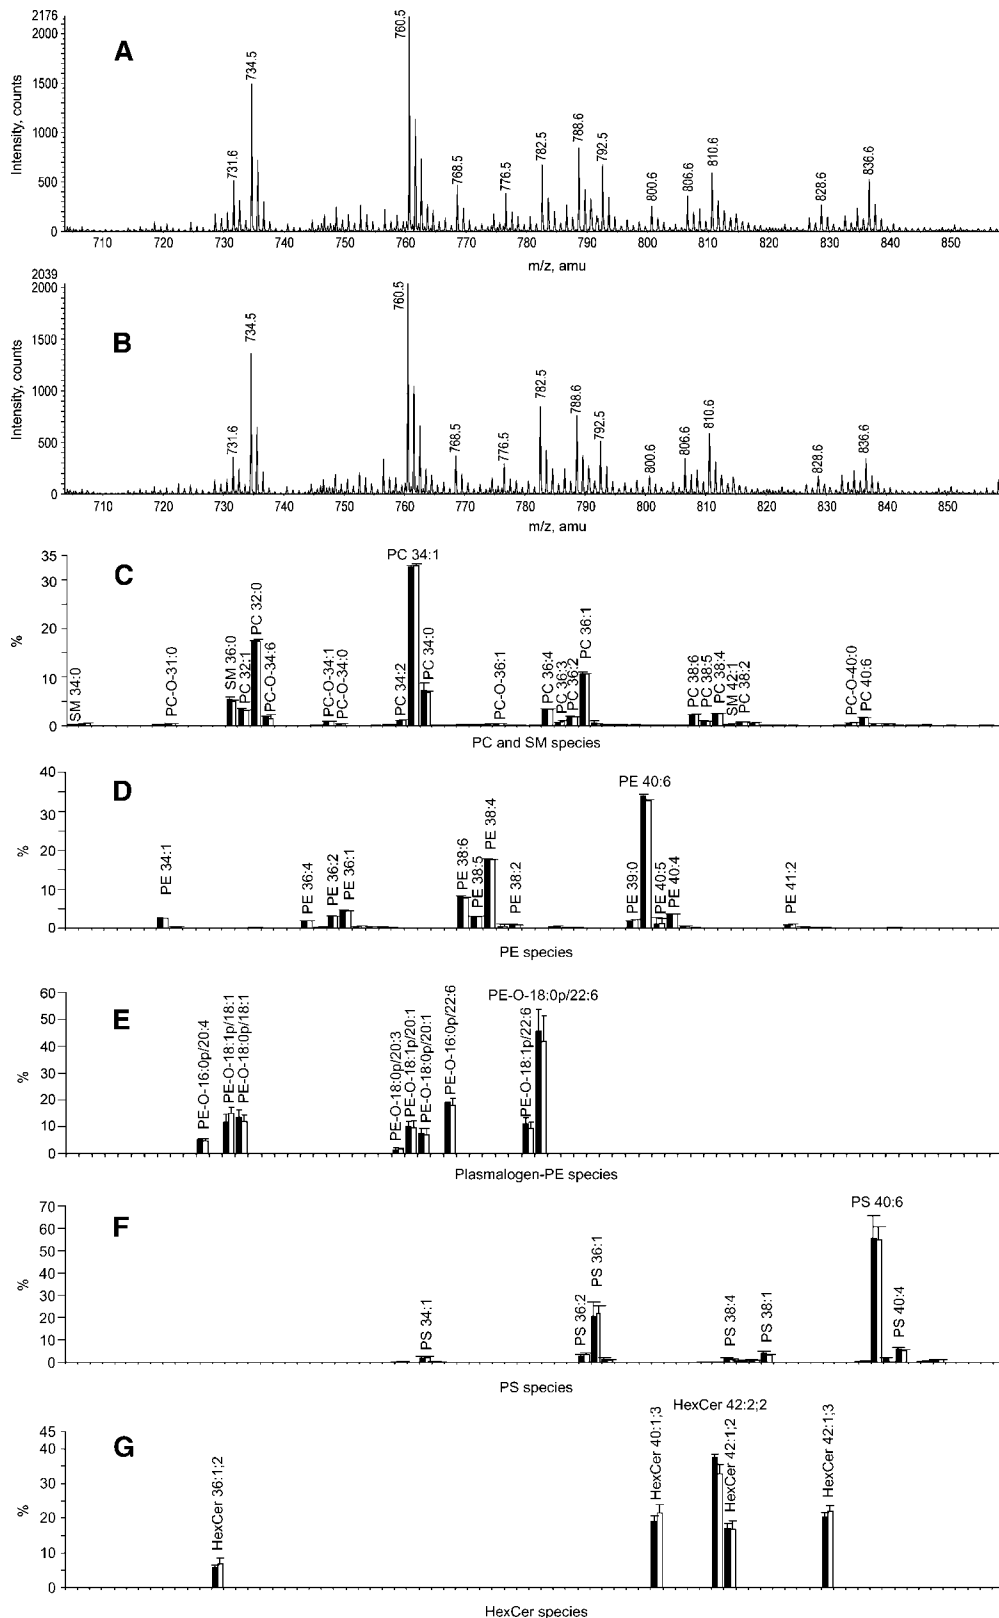 2176
2000
1500
1000
500
0
Intensity, counts
A
731.6
734.5
760.5
768.5
776.5
782.5
788.6
792.5
800.6
806.6
810.6
828.6
836.6
710 720 730 740 750 760 770 780 790 800 810 820 830 840 850
m/z, amu
2039
2000
1500
1000
500
0
Intensity, counts
B
731.6
734.5
760.5
768.5
776.5
782.5
788.6
792.5
800.6
806.6
810.6
828.6
836.6
710 720 730 740 750 760 770 780 790 800 810 820 830 840 850
m/z, amu
35
30
20
10
0
%
C
SM 34:0
PC-O-31:0
SM 36:0
PC 32:1
PC 32:0
PC-O-34:6
PC-O-34:1
PC-O-34:0
PC 34:2
PC 34:1
PC 34:0
PC-O-36:1
PC 36:4
PC 36:3
PC 36:2
PC 36:1
PC 38:6
PC 38:5
PC 38:4
SM 42:1
PC 38:2
PC-O-40:0
PC 40:6
PC and SM species
40
30
20
10
0
%
D
PE 34:1
PE 36:4
PE 36:2
PE 36:1
PE 38:6
PE 38:5
PE 38:4
PE 38:2
PE 39:0
PE 40:6
PE 40:5
PE 40:4
PE 41:2
PE species
60
50
40
30
20
10
0
%
E
PE-O-16:0p/20:4
PE-O-18:1p/18:1
PE-O-18:0p/18:1
PE-O-18:0p/20:3
PE-O-18:1p/20:1
PE-O-18:0p/20:1
PE-O-16:0p/22:6
PE-O-18:1p/22:6
PE-O-18:0p/22:6
Plasmalogen-PE species
70
60
50
40
30
20
10
0
%
F
PS 34:1
PS 36:2
PS 36:1
PS 38:4
PS 38:1
PS 40:6
PS 40:4
PS species
45
40
30
20
10
0
%
G
HexCer 36:1;2
HexCer 40:1;3
HexCer 42:2;2
HexCer 42:1;2
HexCer 42:1;3
HexCer species